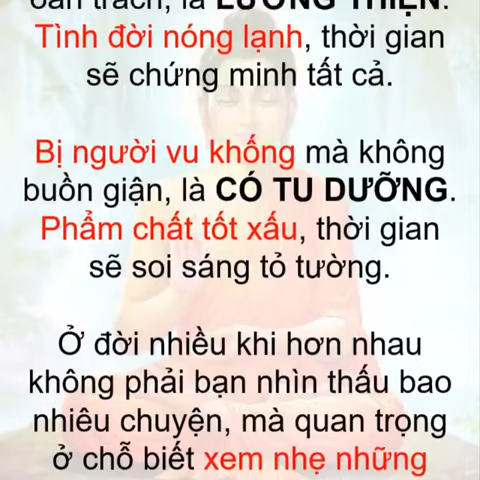 oán trách, là LƯƠNG THIỆN.
Tình đời nóng lạnh, thời gian
sẽ chứng minh tất cả.
Bị người vu khống mà không
buồn giận, là CÓ TU DƯỠNG.
Phẩm chất tốt xấu, thời gian
sẽ soi sáng tỏ tường.
Ở đời nhiều khi hơn nhau
không phải bạn nhìn thấu bao
nhiêu chuyện, mà quan trọng
ở chỗ biết xem nhẹ những